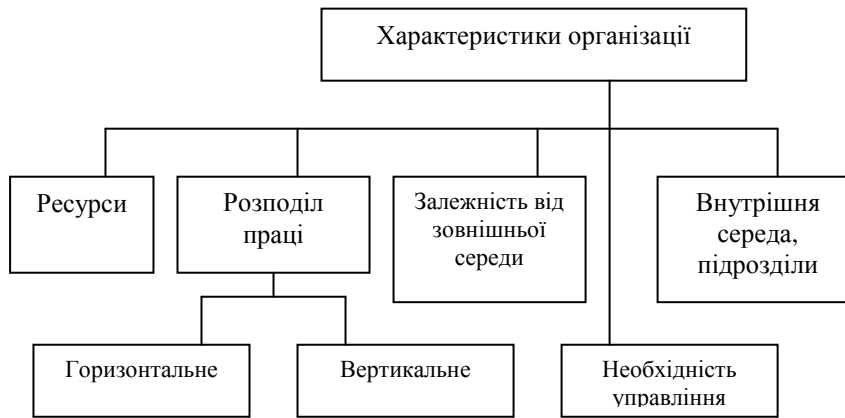 Характеристики організації
Ресурси
Розподіл
праці
Залежність від
зовнішньої
середи
Внутрішня
середа,
підрозділи
Горизонтальне
Вертикальне
Необхідність
управління